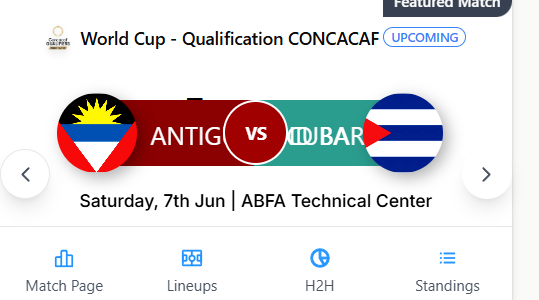 Featured Match
World Cup - Qualification CONCACAF UPCOMING
ANTIG VS
Saturday, 7th Jun | ABFA Technical Center
Match Page Lineups H2H Standings